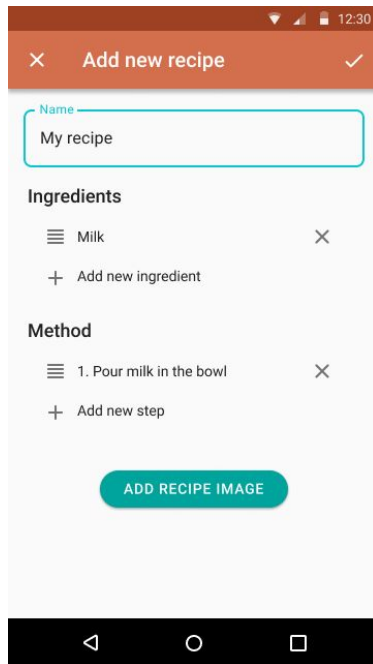 12:30
Add new recipe
Name
My recipe
Ingredients
Milk
Add new ingredient
Method
1. Pour milk in the bowl
Add new step
ADD RECIPE IMAGE